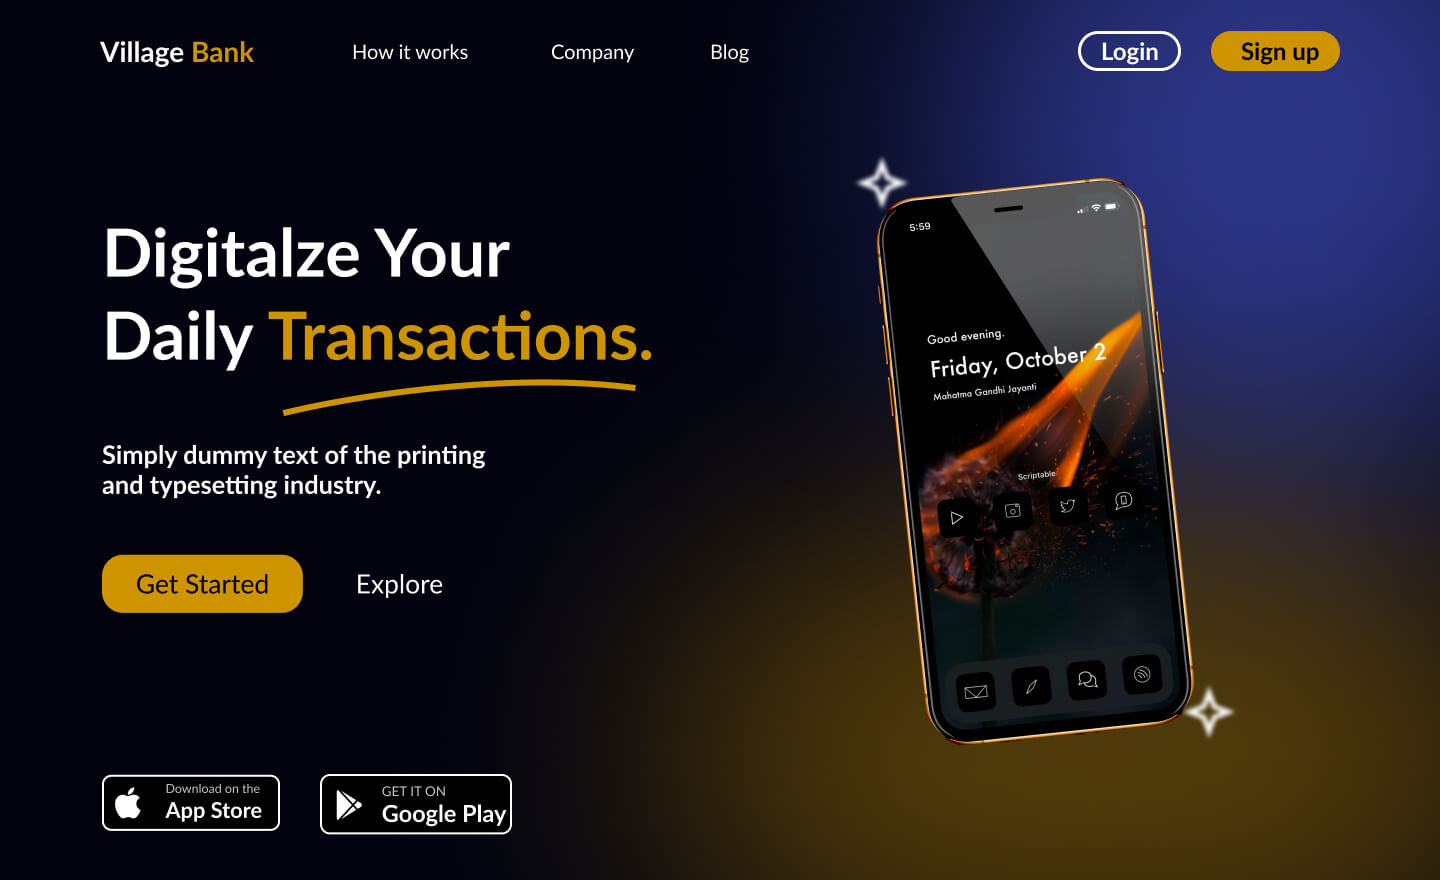 Village Bank
How it works
Company
Blog
Login
Sign up
Digitalze Your
Daily Transactions.
Simply dummy text of the printing
and typesetting industry.
Get Started
Explore
Download on the
App Store
GET IT ON
Google Play
5:59
Good evening.
Friday, October 2
Mahatma Gandhi Jayanti
Scriptable